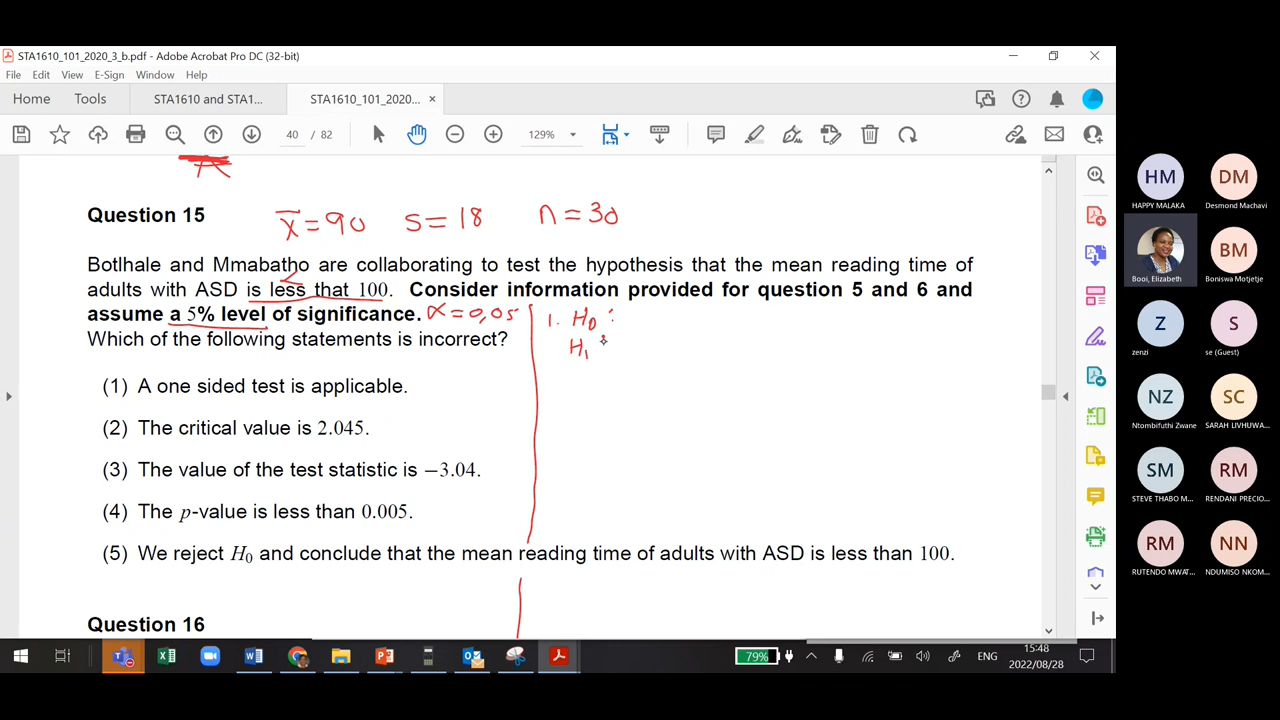 STA1610_101_2020_3_b.pdf - Adobe Acrobat Pro DC (32-bit)
File Edit View E-Sign Window Help
Home Tools STA1610 and STA1... STA1610_101_2020...
40 / 82 129%
Question 15
x̄ = 90 s = 18 n = 30
Botlhale and Mmabatho are collaborating to test the hypothesis that the mean reading time of
<
adults with ASD is less that 100. Consider information provided for question 5 and 6 and
assume a 5% level of significance. α = 0,05
1. H0 :
Which of the following statements is incorrect?
H1 :
(1) A one sided test is applicable.
(2) The critical value is 2.045.
(3) The value of the test statistic is −3.04.
(4) The p-value is less than 0.005.
(5) We reject H0 and conclude that the mean reading time of adults with ASD is less than 100.
Question 16
HM
HAPPY MALAKA
DM
Desmond Machavi
Booi, Elizabeth
BM
Boniswa Motjetje
Z
zenzi
S
se (Guest)
NZ
Ntombifuthi Zwane
SC
SARAH LIVHUWA...
SM
STEVE THABO M...
RM
RENDANI PRECIO...
RM
RUTENDO MWAT...
NN
NDUMISO NKOM...
79% ENG 15:48
2022/08/28